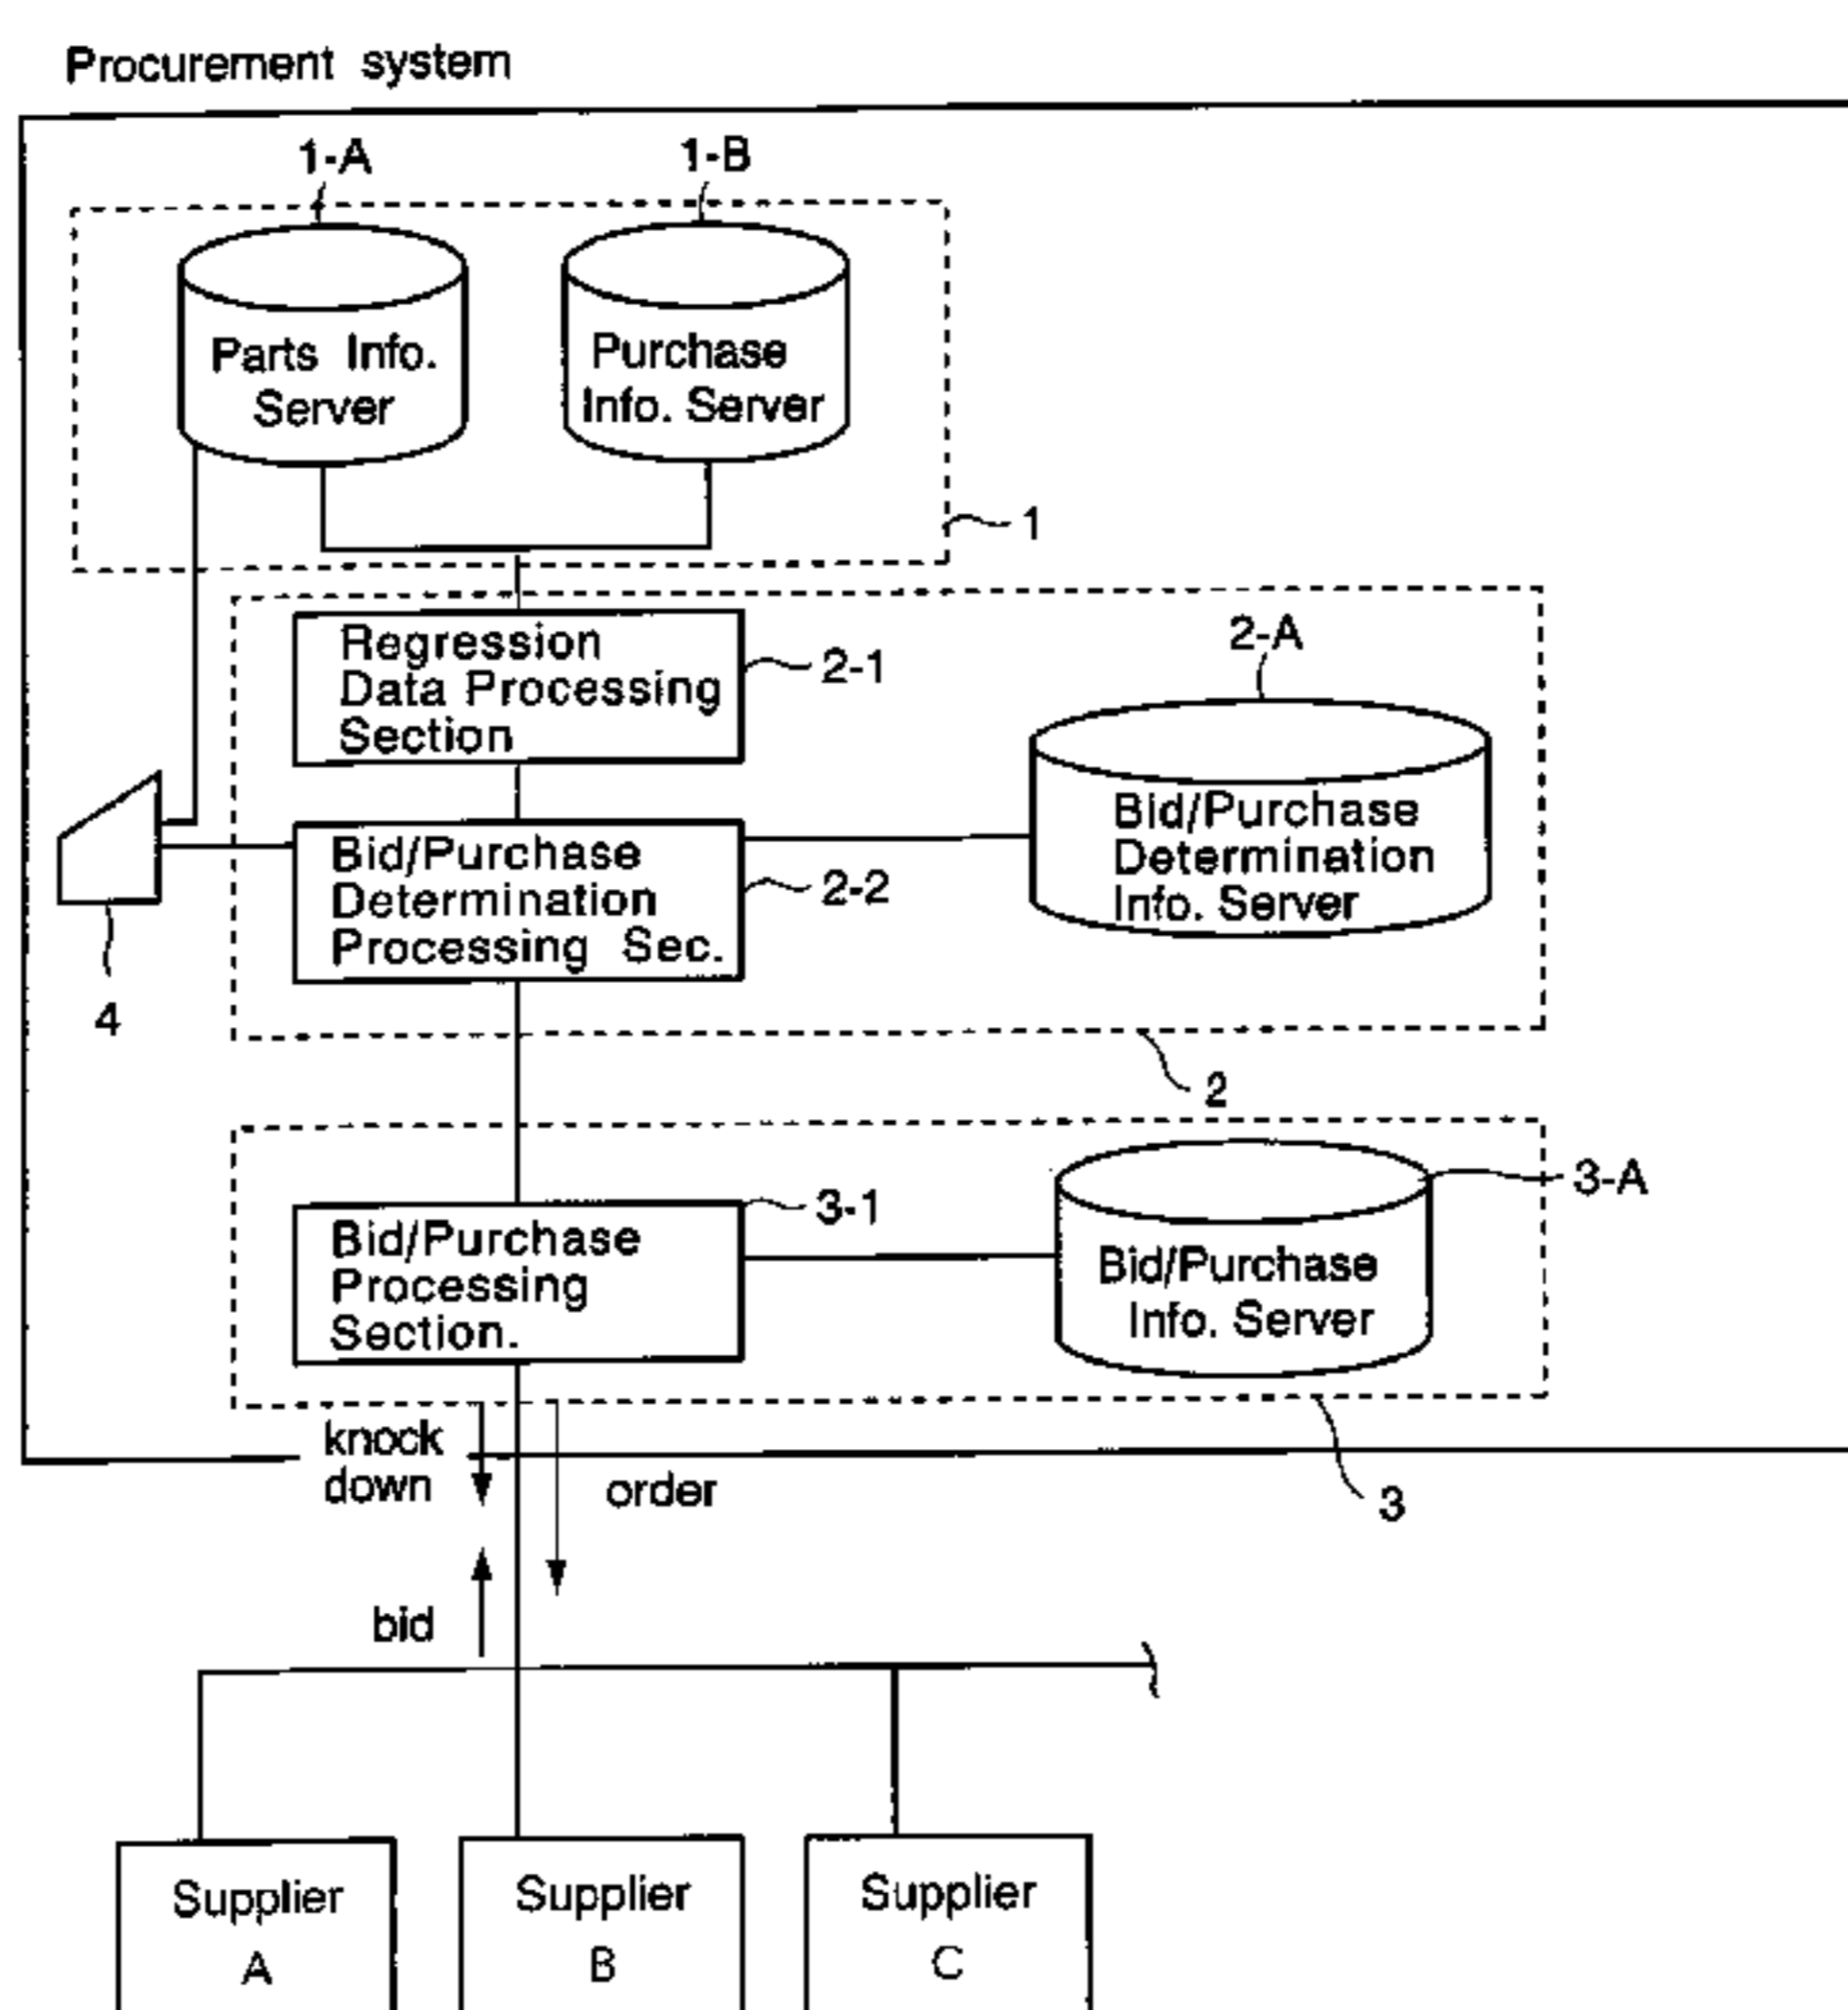 Procurement system
1-A
1-B
Parts Info.
Server
Purchase
Info. Server
1
Regression
Data Processing
Section
2-1
2-A
Bid/Purchase
Determination
Processing Sec.
2-2
Bid/Purchase
Determination
Info. Server
4
2
3-1
3-A
Bid/Purchase
Processing
Section.
Bid/Purchase
Info. Server
knock
down
order
3
bid
Supplier
A
Supplier
B
Supplier
C